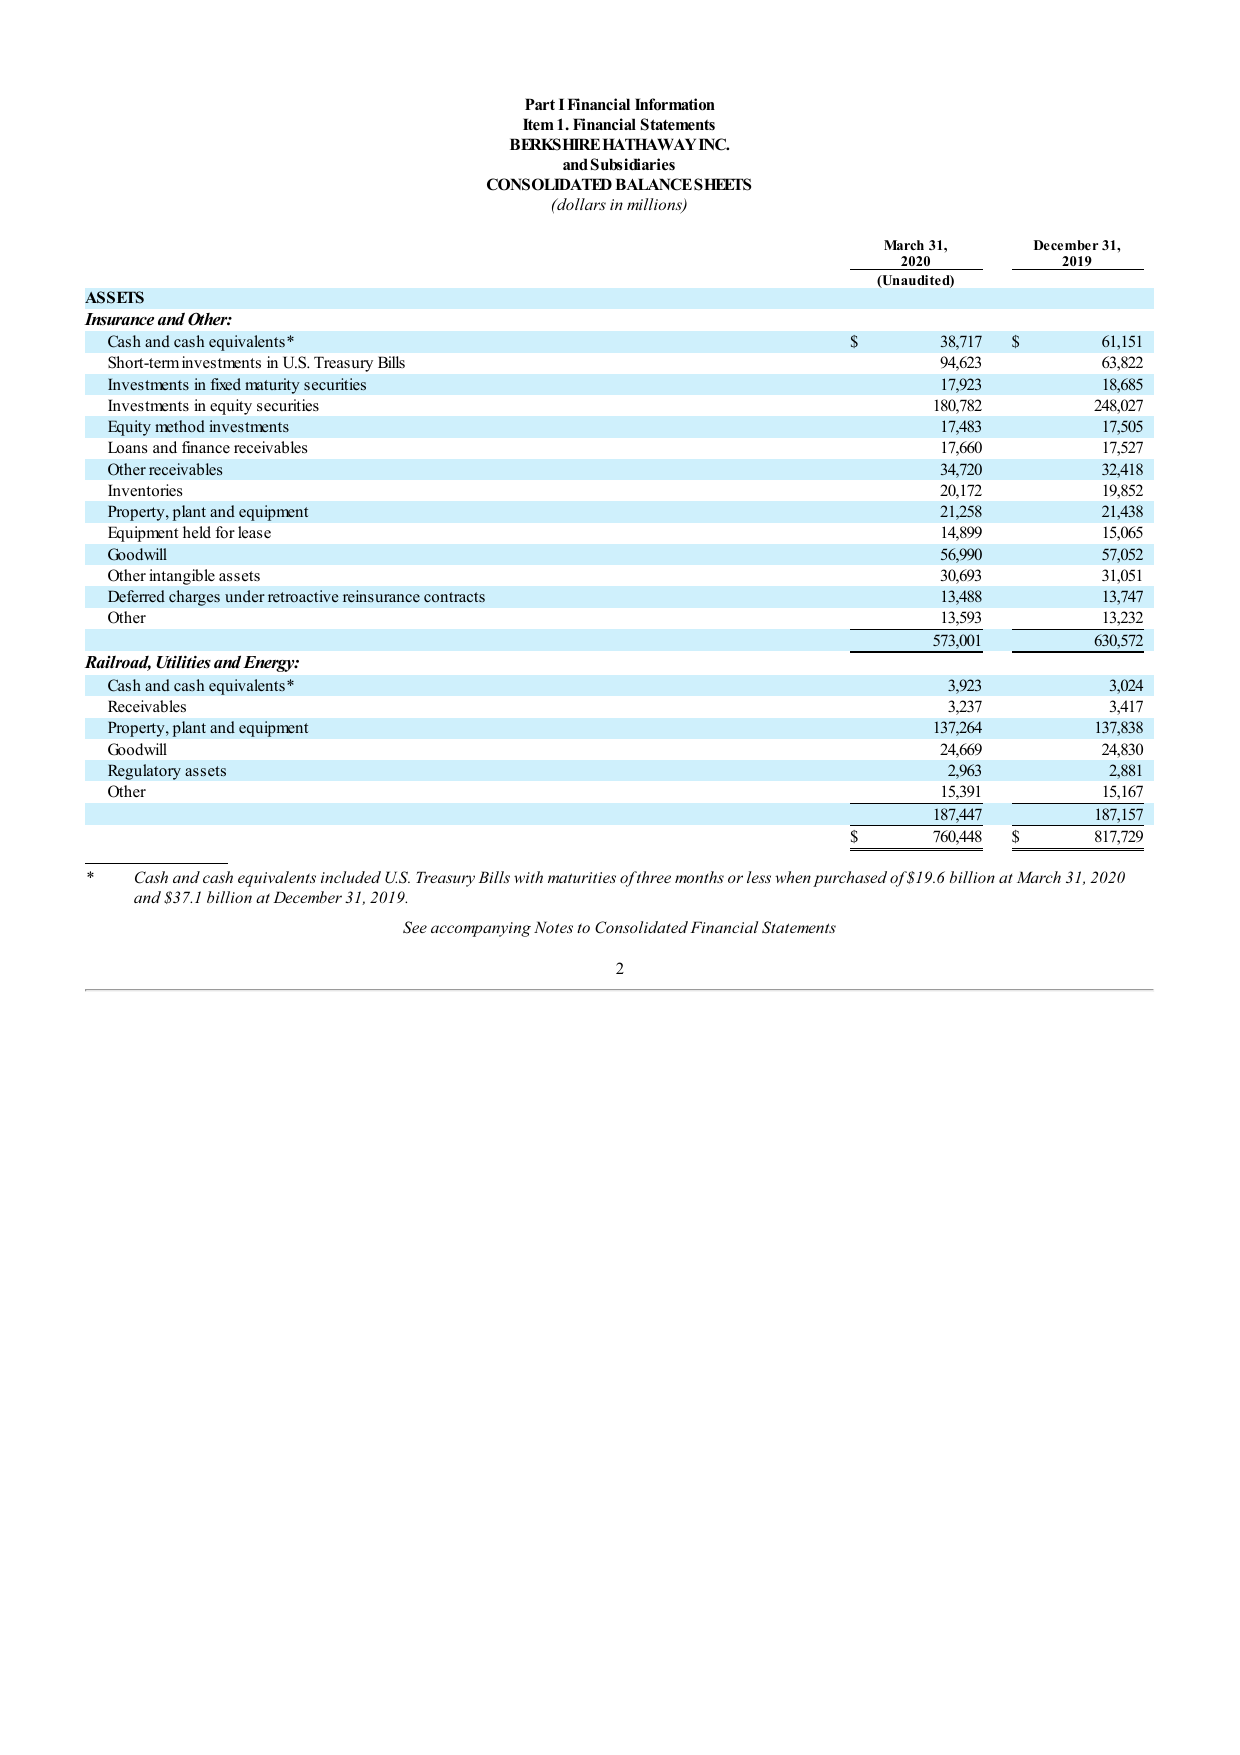 Part I Financial Information
Item 1. Financial Statements
BERKSHIRE HATHAWAY INC.
and Subsidiaries
CONSOLIDATED BALANCE SHEETS
(dollars in millions)
March 31, December 31,
2020 2019
(Unaudited)
ASSETS
Insurance and Other:
Cash and cash equivalents* $ 38,717 $ 61,151
Short-term investments in U.S. Treasury Bills 94,623 63,822
Investments in fixed maturity securities 17,923 18,685
Investments in equity securities 180,782 248,027
Equity method investments 17,483 17,505
Loans and finance receivables 17,660 17,527
Other receivables 34,720 32,418
Inventories 20,172 19,852
Property, plant and equipment 21,258 21,438
Equipment held for lease 14,899 15,065
Goodwill 56,990 57,052
Other intangible assets 30,693 31,051
Deferred charges under retroactive reinsurance contracts 13,488 13,747
Other 13,593 13,232
573,001 630,572
Railroad, Utilities and Energy:
Cash and cash equivalents* 3,923 3,024
Receivables 3,237 3,417
Property, plant and equipment 137,264 137,838
Goodwill 24,669 24,830
Regulatory assets 2,963 2,881
Other 15,391 15,167
187,447 187,157
$ 760,448 $ 817,729
* Cash and cash equivalents included U.S. Treasury Bills with maturities of three months or less when purchased of $19.6 billion at March 31, 2020
and $37.1 billion at December 31, 2019.
See accompanying Notes to Consolidated Financial Statements
2